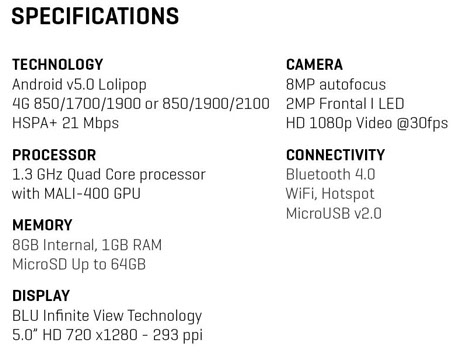 SPECIFICATIONS
TECHNOLOGY
Android v5.0 Lolipop
4G 850/1700/1900 or 850/1900/2100
HSPA+ 21 Mbps
PROCESSOR
1.3 GHz Quad Core processor
with MALI-400 GPU
MEMORY
8GB Internal, 1GB RAM
MicroSD Up to 64GB
DISPLAY
BLU Infinite View Technology
5.0” HD 720 x1280 - 293 ppi
CAMERA
8MP autofocus
2MP Frontal I LED
HD 1080p Video @30fps
CONNECTIVITY
Bluetooth 4.0
WiFi, Hotspot
MicroUSB v2.0